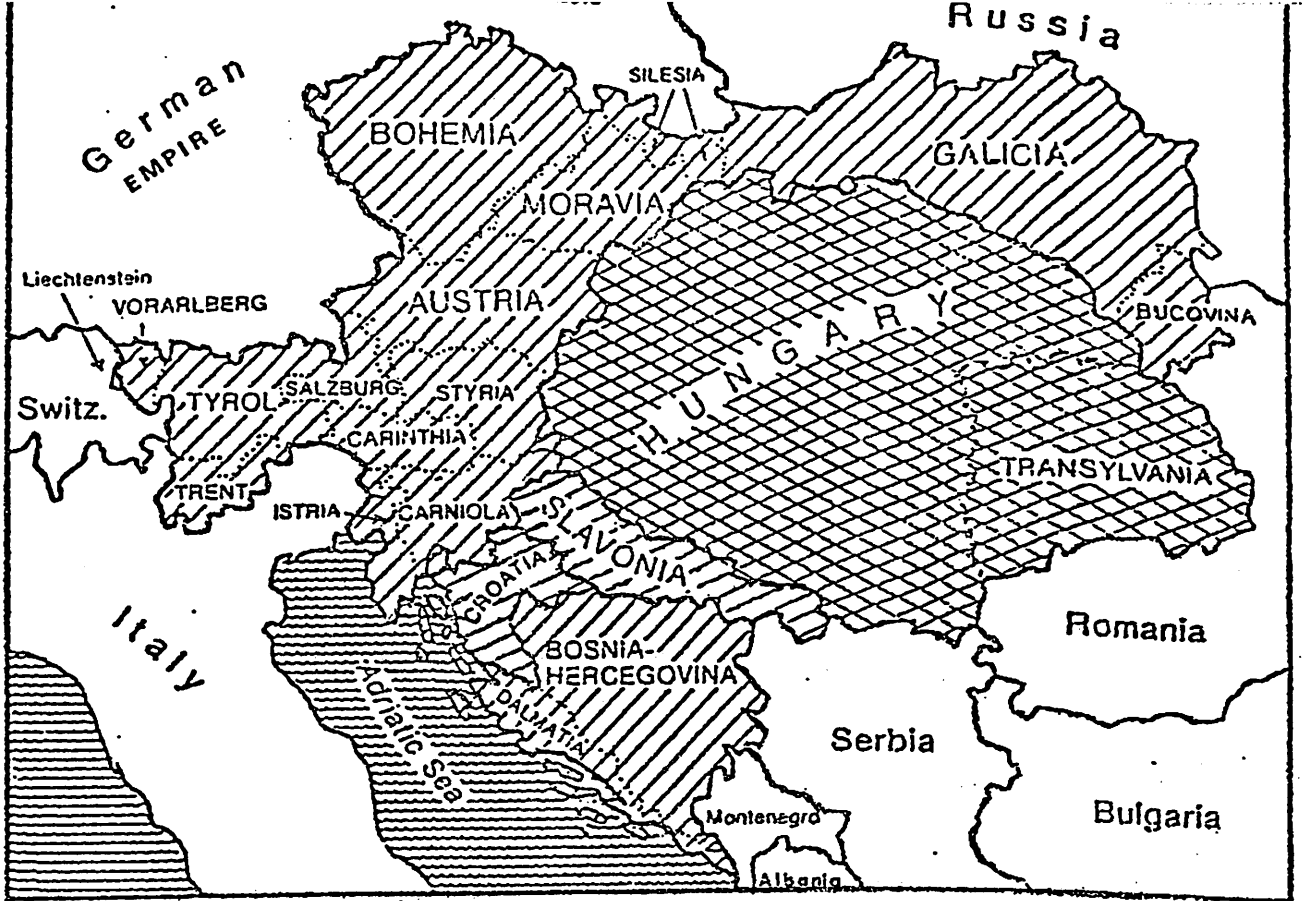 Russia
German
EMPIRE
SILESIA
BOHEMIA
GALICIA
MORAVIA
Liechtenstein
VORARLBERG
AUSTRIA
HUNGARY
BUCOVINA
Switz.
TYROL
SALZBURG
STYRIA
CARINTHIA
TRENT
TRANSYLVANIA
ISTRIA
CARNIOLA
SLAVONIA
CROATIA
Italy
Romania
BOSNIA-
HERCEGOVINA
Adriatic Sea
DALMATIA
Serbia
Montenegro
Bulgaria
Albania